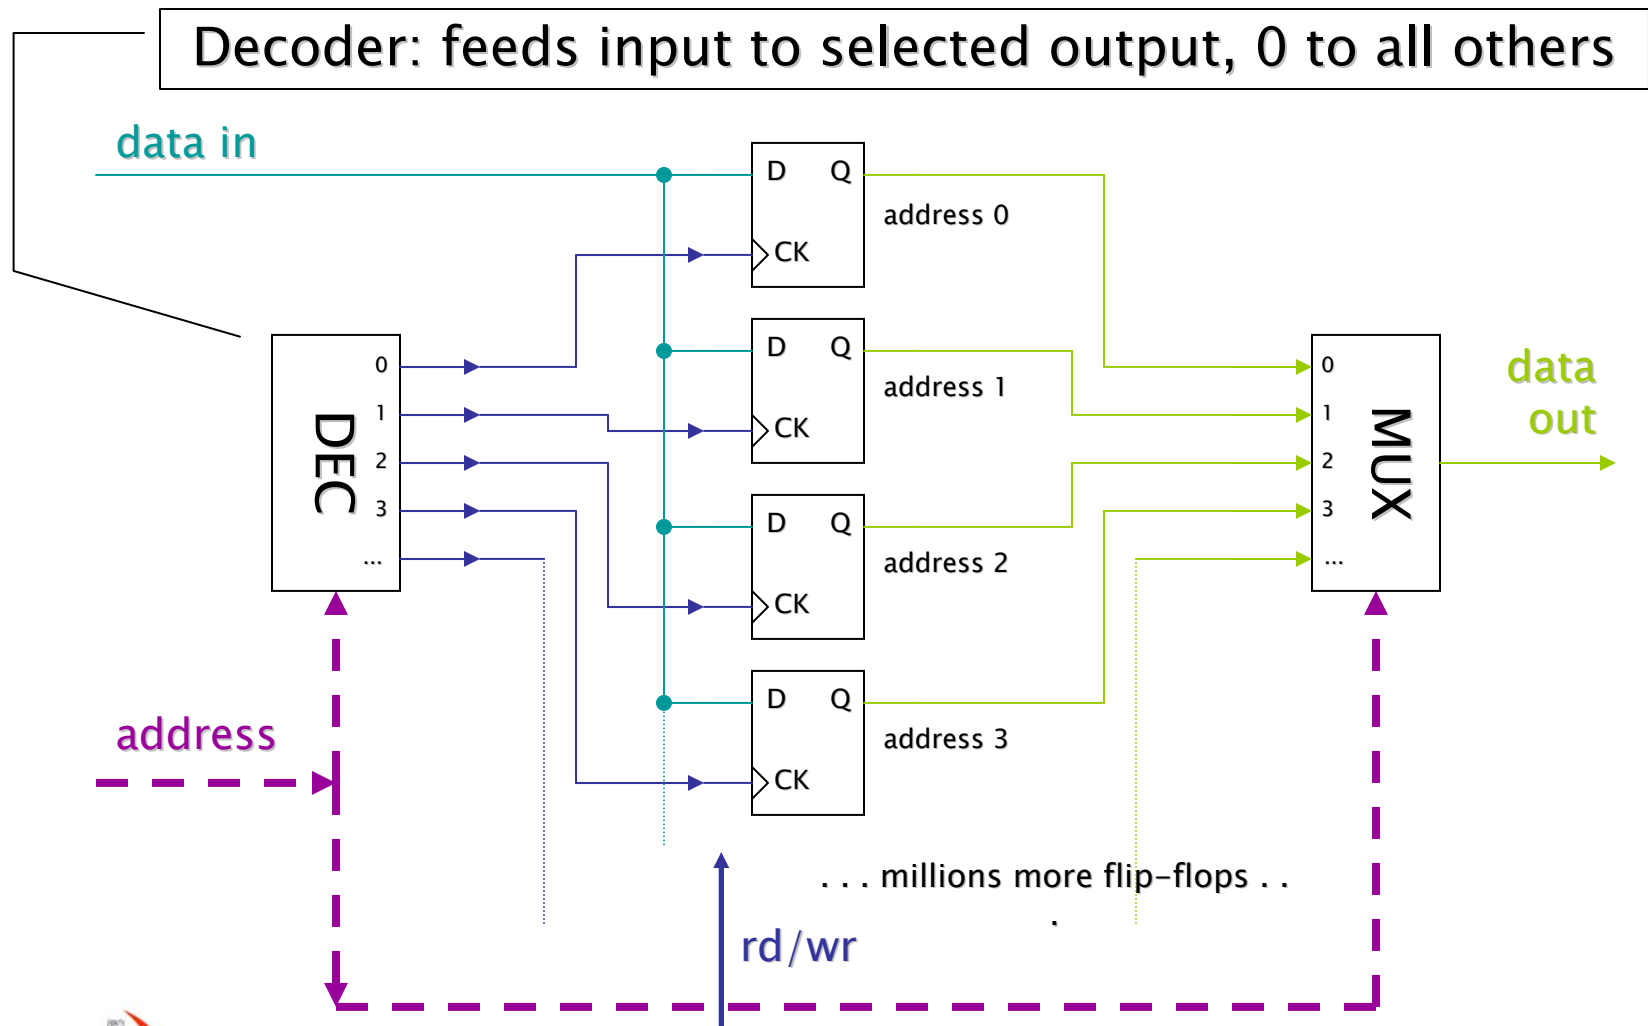 Decoder: feeds input to selected output, 0 to all others
data in
D Q
address 0
CK
D Q
address 1
CK
D Q
address 2
CK
D Q
address 3
CK
DEC
0
1
2
3
...
MUX
0
1
2
3
...
data
out
address
. . . millions more flip-flops . .
.
rd/wr